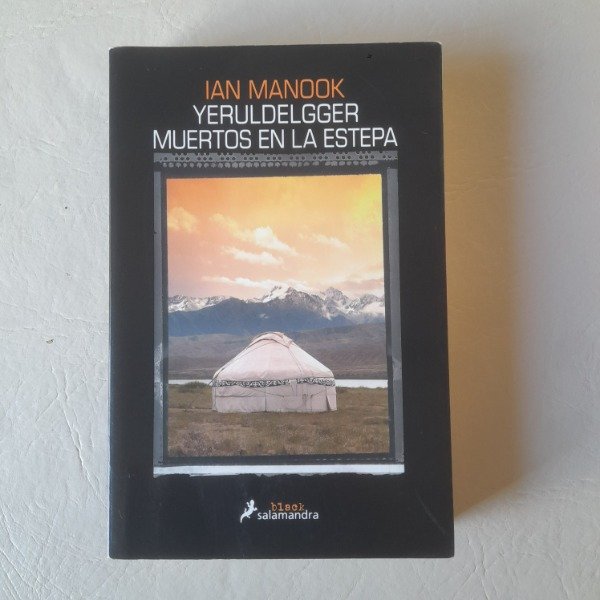 IAN MANOOK
YERULDELGGER
MUERTOS EN LA ESTEPA
black
salamandra